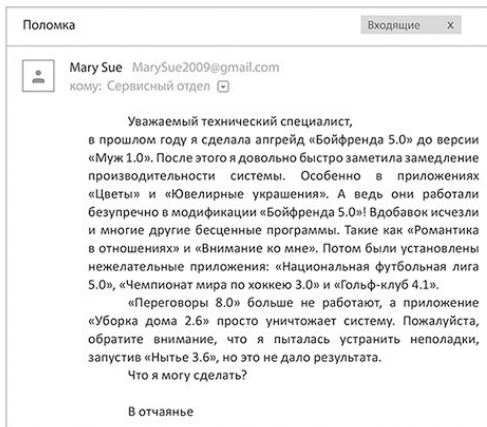 Поломка
Входящие X
Mary Sue MarySue2009@gmail.com
кому: Сервисный отдел
Уважаемый технический специалист,
в прошлом году я сделала апгрейд «Бойфренда 5.0» до версии
«Муж 1.0». После этого я довольно быстро заметила замедление
производительности системы. Особенно в приложениях
«Цветы» и «Ювелирные украшения». А ведь они работали
безупречно в модификации «Бойфренда 5.0»! Вдобавок исчезли
и многие другие бесценные программы. Такие как «Романтика
в отношениях» и «Внимание ко мне». Потом были установлены
нежелательные приложения: «Национальная футбольная лига
5.0», «Чемпионат мира по хоккею 3.0» и «Гольф-клуб 4.1».
«Переговоры 8.0» больше не работают, а приложение
«Уборка дома 2.6» просто уничтожает систему. Пожалуйста,
обратите внимание, что я пыталась устранить неполадки,
запустив «Нытье 3.6», но это не дало результата.
Что я могу сделать?
В отчаянье